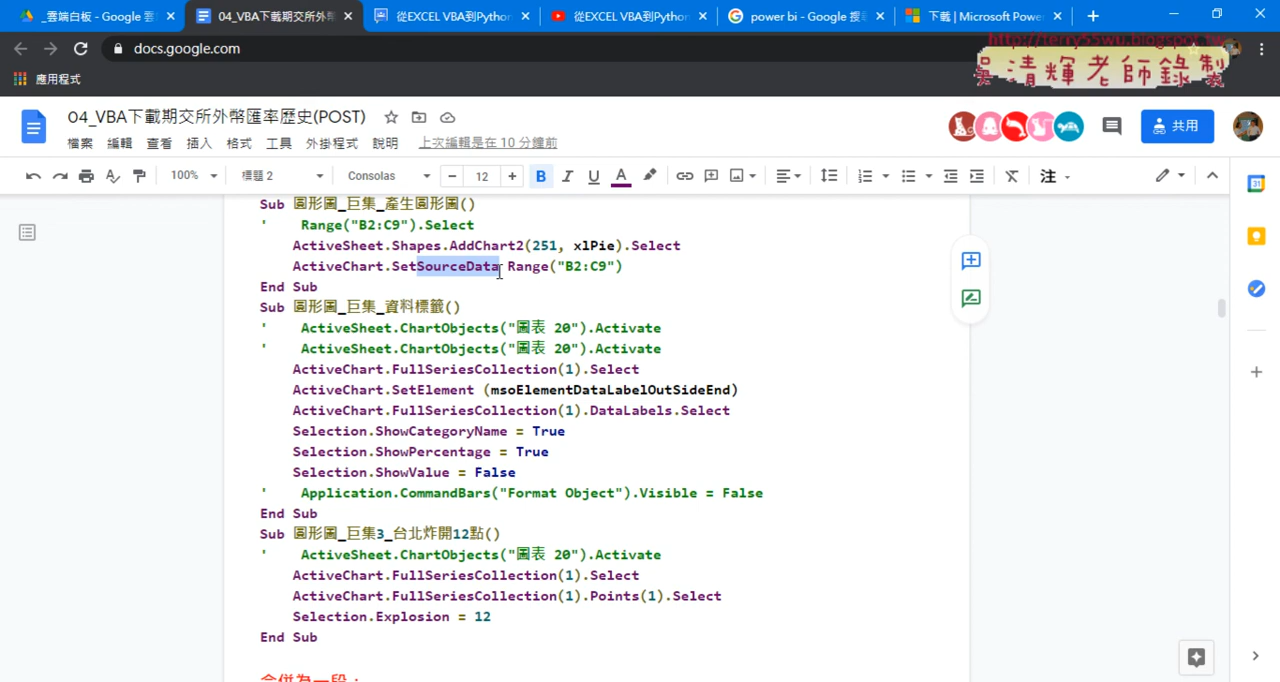 _雲端白板 - Google 雲
04_VBA下載期交所外幣
從EXCEL VBA到Python
從EXCEL VBA到Python
power bi - Google 搜尋
下載 | Microsoft Power
docs.google.com
http://terry55wu.blogspot.tw
吳清輝老師錄製
應用程式
04_VBA下載期交所外幣匯率歷史(POST)
共用
檔案 編輯 查看 插入 格式 工具 外掛程式 說明 上次編輯是在 10 分鐘前
100% 標題 2 Consolas 12 B I U A 注
Sub 圓形圖_巨集_產生圓形圖()
' Range("B2:C9").Select
ActiveSheet.Shapes.AddChart2(251, xlPie).Select
ActiveChart.SetSourceData Range("B2:C9")
End Sub
Sub 圓形圖_巨集_資料標籤()
' ActiveSheet.ChartObjects("圖表 20").Activate
' ActiveSheet.ChartObjects("圖表 20").Activate
ActiveChart.FullSeriesCollection(1).Select
ActiveChart.SetElement (msoElementDataLabelOutSideEnd)
ActiveChart.FullSeriesCollection(1).DataLabels.Select
Selection.ShowCategoryName = True
Selection.ShowPercentage = True
Selection.ShowValue = False
' Application.CommandBars("Format Object").Visible = False
End Sub
Sub 圓形圖_巨集3_台北炸開12點()
' ActiveSheet.ChartObjects("圖表 20").Activate
ActiveChart.FullSeriesCollection(1).Select
ActiveChart.FullSeriesCollection(1).Points(1).Select
Selection.Explosion = 12
End Sub
合併為一段：